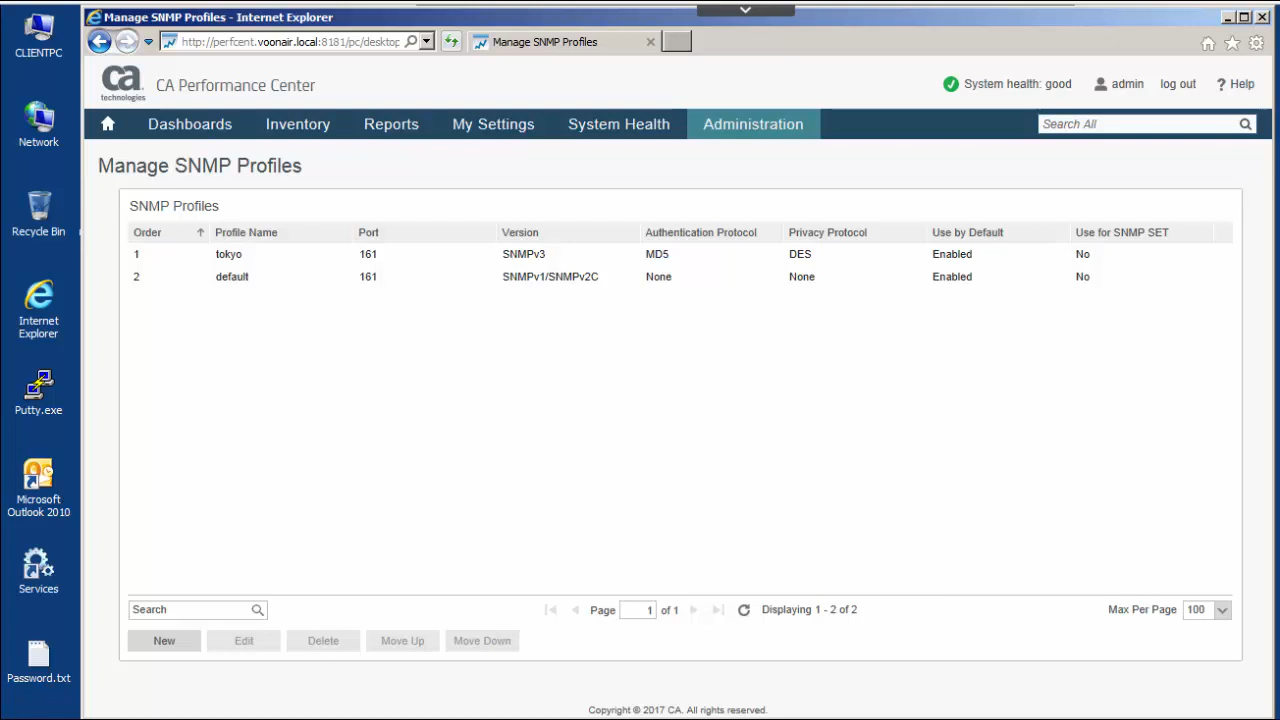 CLIENTPC
Network
Recycle Bin
Internet
Explorer
Putty.exe
Microsoft
Outlook 2010
Services
Password.txt
Manage SNMP Profiles - Internet Explorer
http://perfcent.voonair.local:8181/pc/desktop
Manage SNMP Profiles
ca
technologies
CA Performance Center
System health: good
admin
log out
? Help
Dashboards
Inventory
Reports
My Settings
System Health
Administration
Search All
Manage SNMP Profiles
SNMP Profiles
Order Profile Name Port Version Authentication Protocol Privacy Protocol Use by Default Use for SNMP SET
1 tokyo 161 SNMPv3 MD5 DES Enabled No
2 default 161 SNMPv1/SNMPv2C None None Enabled No
Search
Page 1 of 1
Displaying 1 - 2 of 2
Max Per Page 100
New
Edit
Delete
Move Up
Move Down
Copyright © 2017 CA. All rights reserved.